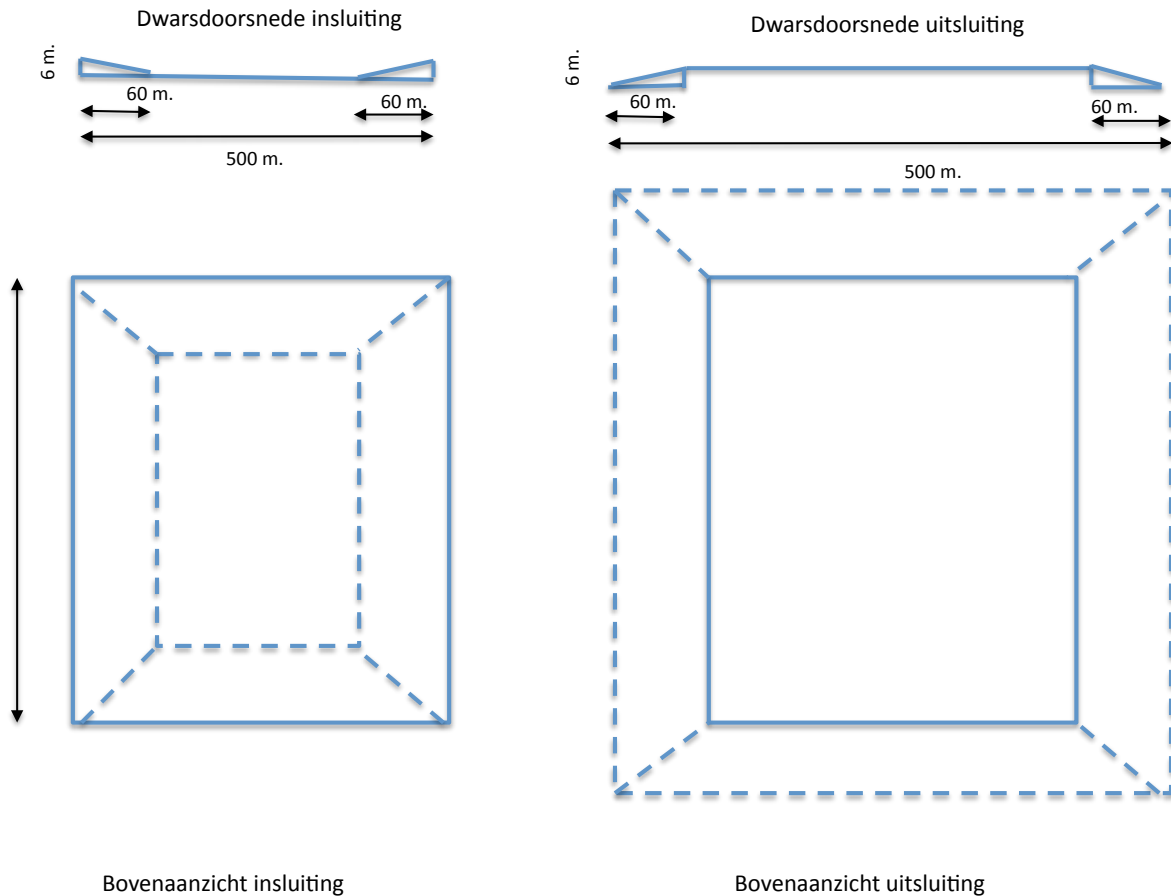 Dwarsdoorsnede insluiting
6 m.
60 m.
60 m.
500 m.
Dwarsdoorsnede uitsluiting
6 m.
60 m.
60 m.
500 m.
Bovenaanzicht insluiting
Bovenaanzicht uitsluiting